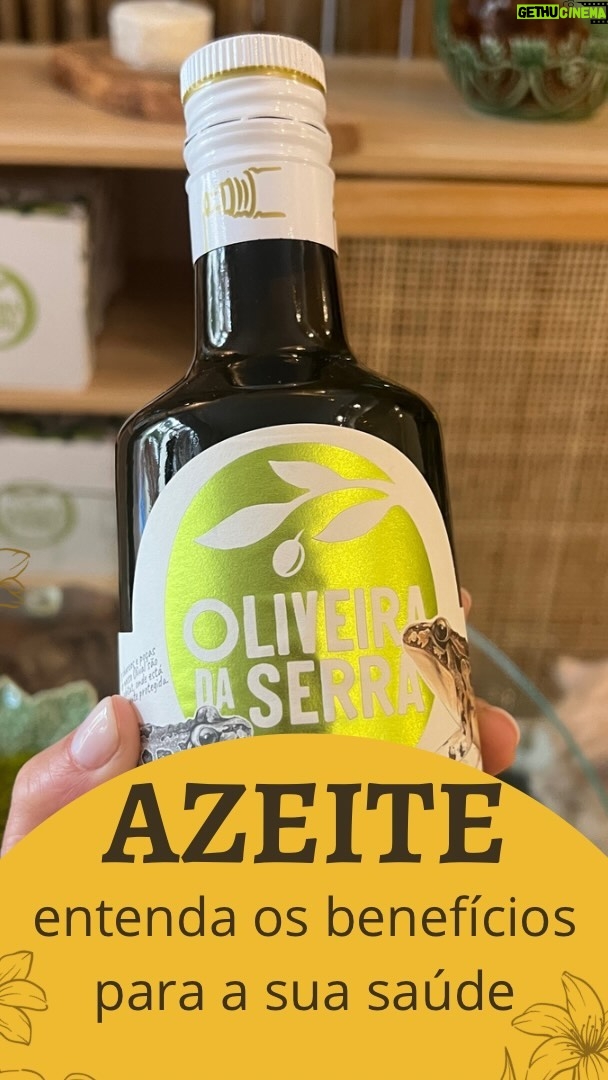 GETHUCINEMA
OLIVEIRA
DA SERRA
AZEITE
entenda os benefícios
para a sua saúde